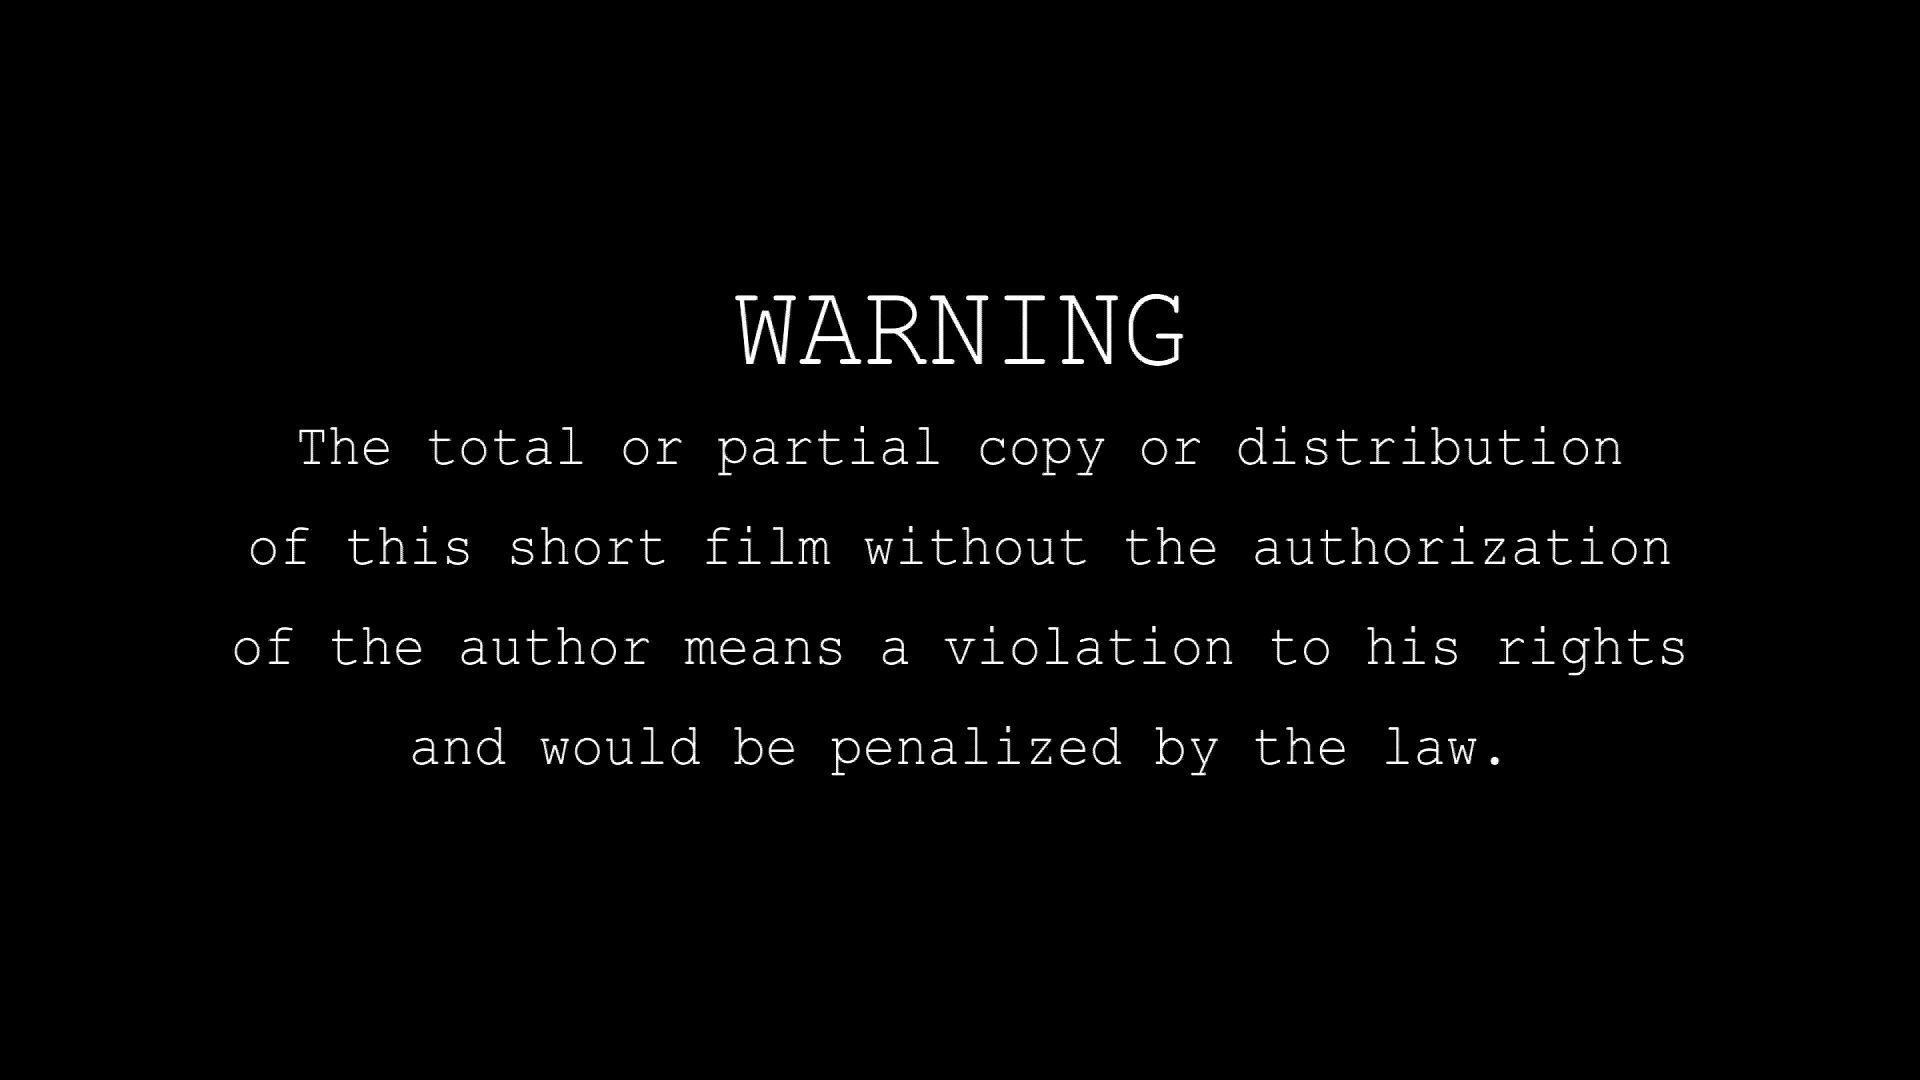 WARNING
The total or partial copy or distribution
of this short film without the authorization
of the author means a violation to his rights
and would be penalized by the law.